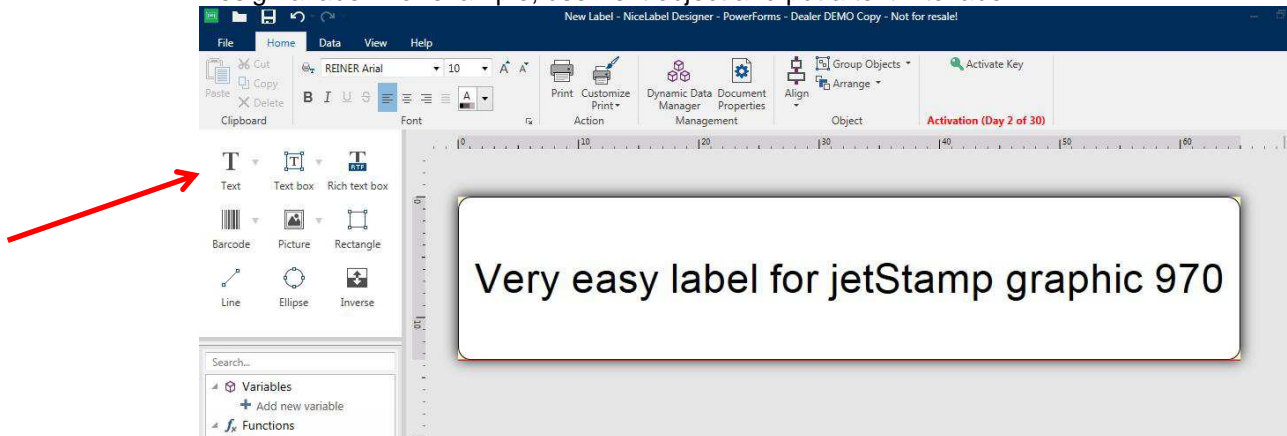 New Label - NiceLabel Designer - PowerForms - Dealer DEMO Copy - Not for resale!
File Home Data View Help
Cut
Copy
Paste
Delete
Clipboard
REINER Arial 10 A A
B I U S A
Font
Print Customize Print
Action
Dynamic Data Manager Document Properties
Management
Align
Group Objects
Arrange
Object
Activate Key
Activation (Day 2 of 30)
0 10 20 30 40 50 60
T T T RTF
Text Text box Rich text box
Barcode Picture Rectangle
Line Ellipse Inverse
0
10
Very easy label for jetStamp graphic 970
Search...
Variables
Add new variable
fx Functions